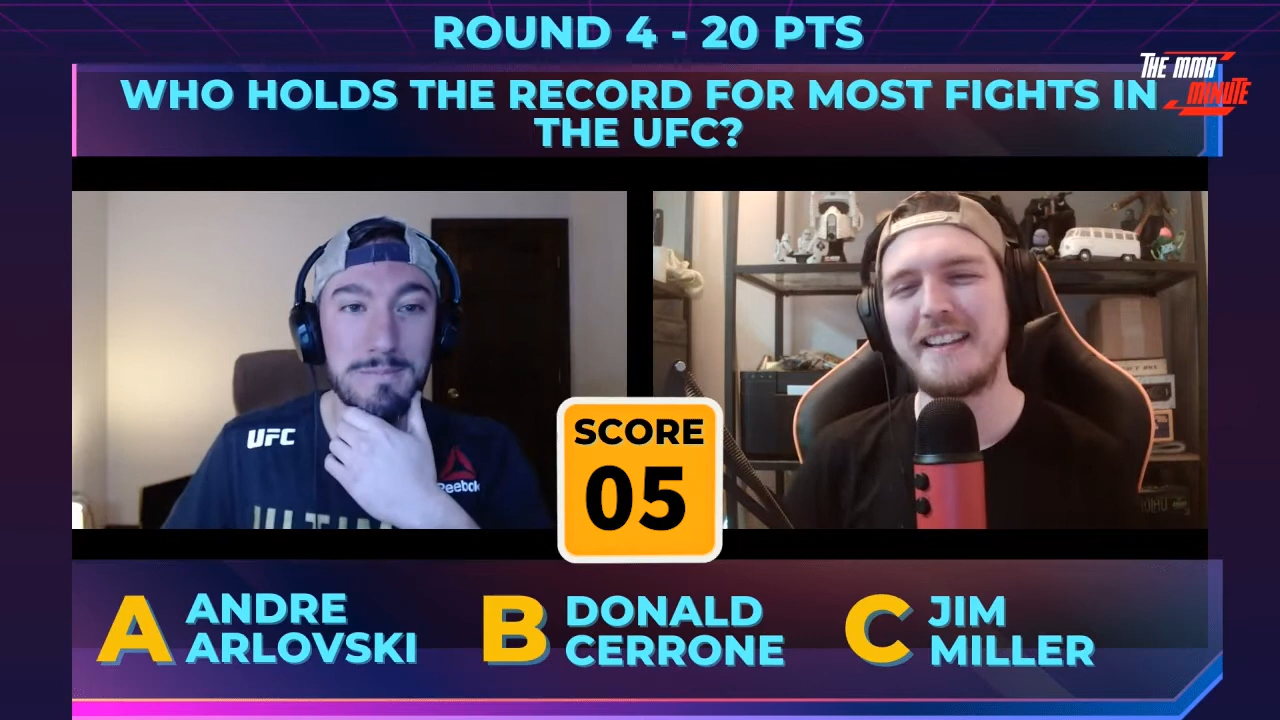 ROUND 4 - 20 PTS
THE MMA
MINUTE
WHO HOLDS THE RECORD FOR MOST FIGHTS IN
THE UFC?
UFC
Reebok
SCORE
05
A ANDRE
ARLOVSKI
B DONALD
CERRONE
C JIM
MILLER